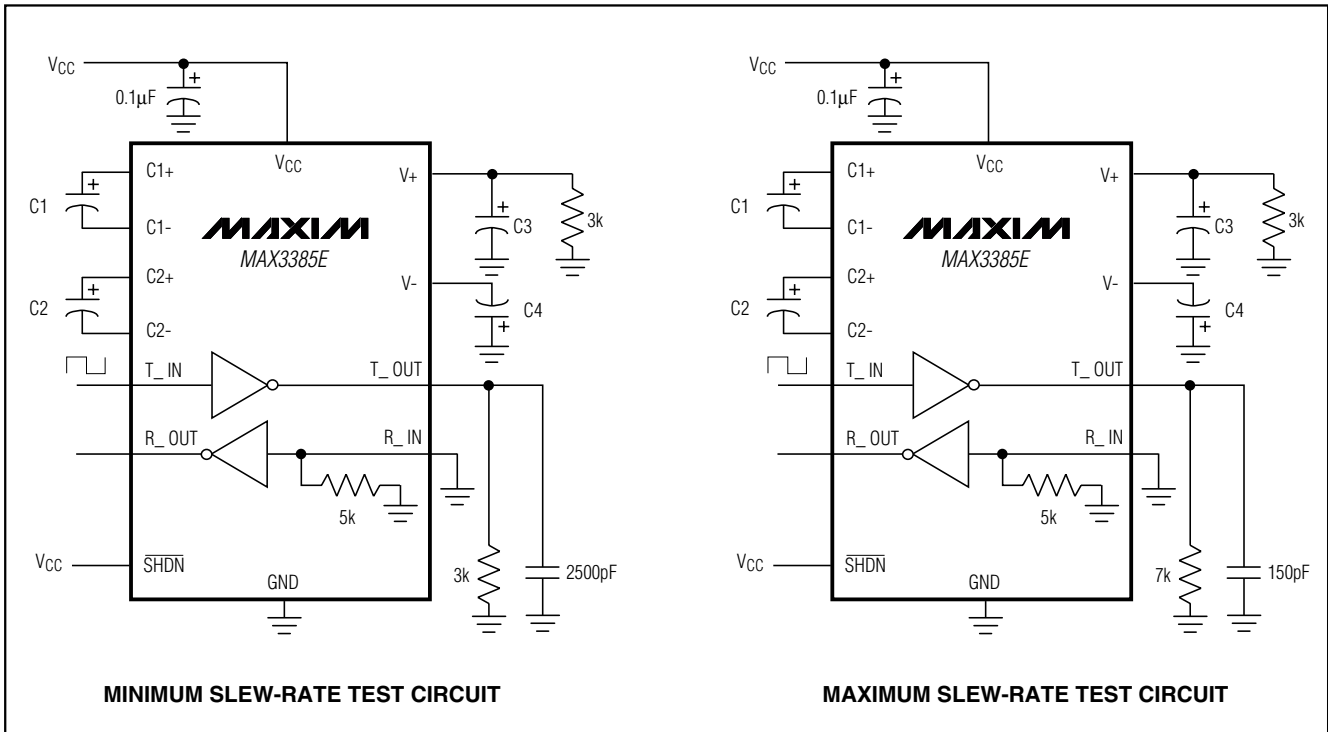 VCC
0.1µF
+
VCC
C1+
C1
+
C1-
C2+
C2
+
C2-
MAXIM
MAX3385E
V+
+
C3
3k
V-
C4
+
T_ IN
T_ OUT
R_ OUT
R_ IN
5k
VCC
SHDN
GND
3k
2500pF
MINIMUM SLEW-RATE TEST CIRCUIT
VCC
0.1µF
+
VCC
C1+
C1
+
C1-
C2+
C2
+
C2-
MAXIM
MAX3385E
V+
+
C3
3k
V-
C4
+
T_ IN
T_ OUT
R_ OUT
R_ IN
5k
VCC
SHDN
GND
7k
150pF
MAXIMUM SLEW-RATE TEST CIRCUIT